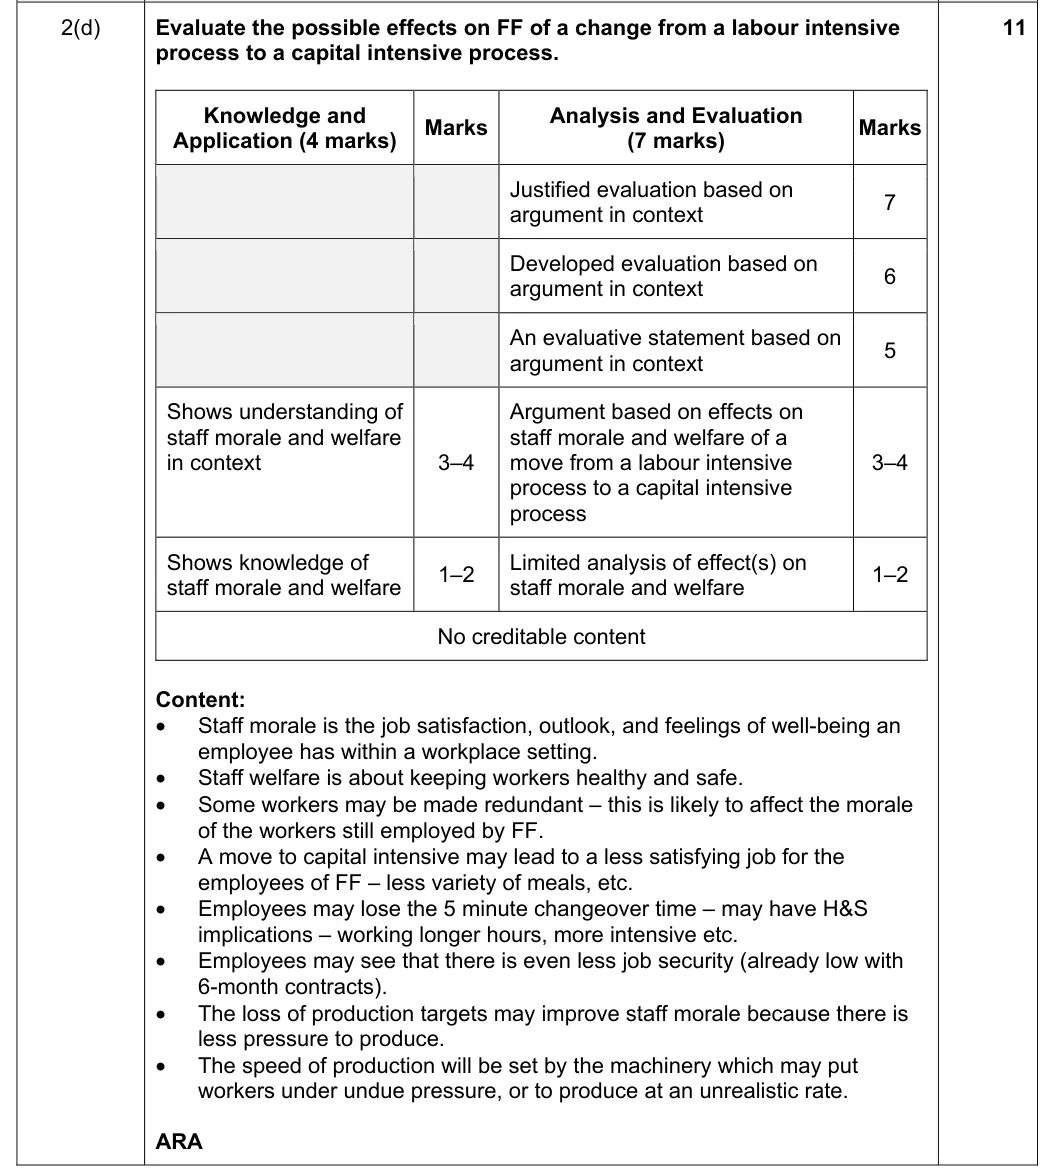 2(d)
Evaluate the possible effects on FF of a change from a labour intensive
process to a capital intensive process.
11
Knowledge and
Application (4 marks)
Marks
Analysis and Evaluation
(7 marks)
Marks
Justified evaluation based on
argument in context
7
Developed evaluation based on
argument in context
6
An evaluative statement based on
argument in context
5
Shows understanding of
staff morale and welfare
in context
3–4
Argument based on effects on
staff morale and welfare of a
move from a labour intensive
process to a capital intensive
process
3–4
Shows knowledge of
staff morale and welfare
1–2
Limited analysis of effect(s) on
staff morale and welfare
1–2
No creditable content
Content:
• Staff morale is the job satisfaction, outlook, and feelings of well-being an
employee has within a workplace setting.
• Staff welfare is about keeping workers healthy and safe.
• Some workers may be made redundant – this is likely to affect the morale
of the workers still employed by FF.
• A move to capital intensive may lead to a less satisfying job for the
employees of FF – less variety of meals, etc.
• Employees may lose the 5 minute changeover time – may have H&S
implications – working longer hours, more intensive etc.
• Employees may see that there is even less job security (already low with
6-month contracts).
• The loss of production targets may improve staff morale because there is
less pressure to produce.
• The speed of production will be set by the machinery which may put
workers under undue pressure, or to produce at an unrealistic rate.
ARA